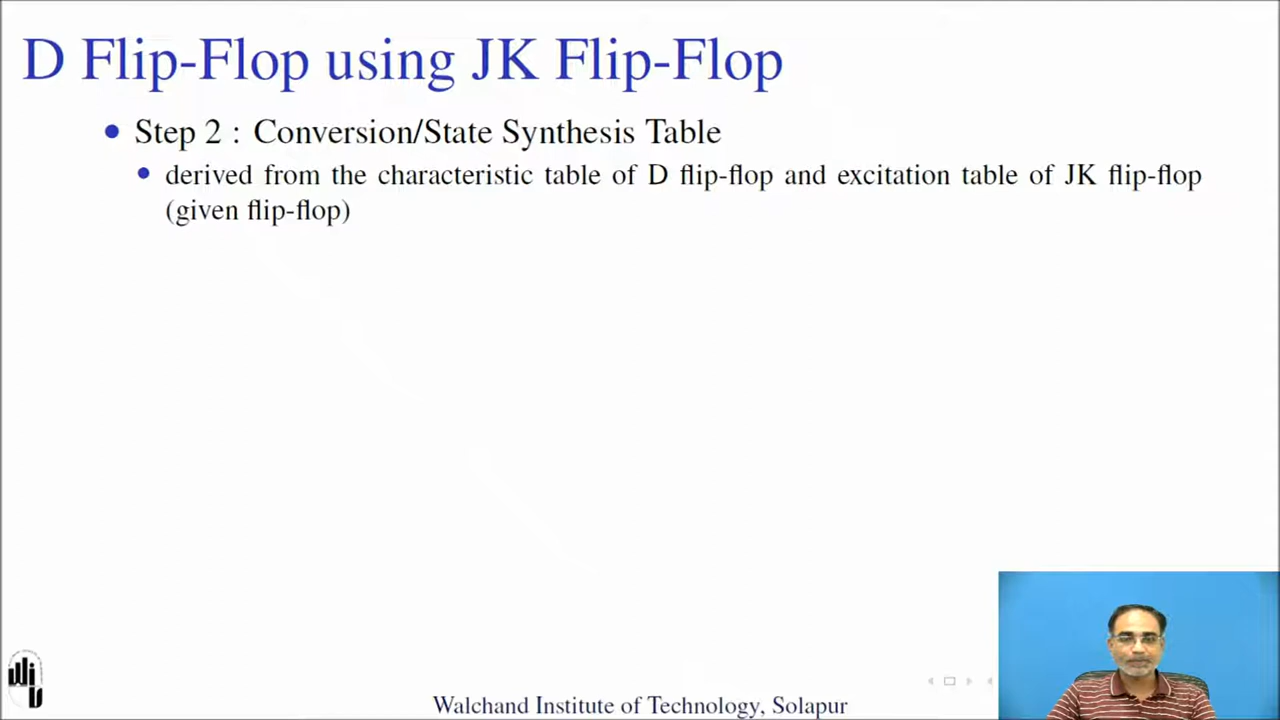 D Flip-Flop using JK Flip-Flop
Step 2 : Conversion/State Synthesis Table
derived from the characteristic table of D flip-flop and excitation table of JK flip-flop
(given flip-flop)
Walchand Institute of Technology, Solapur